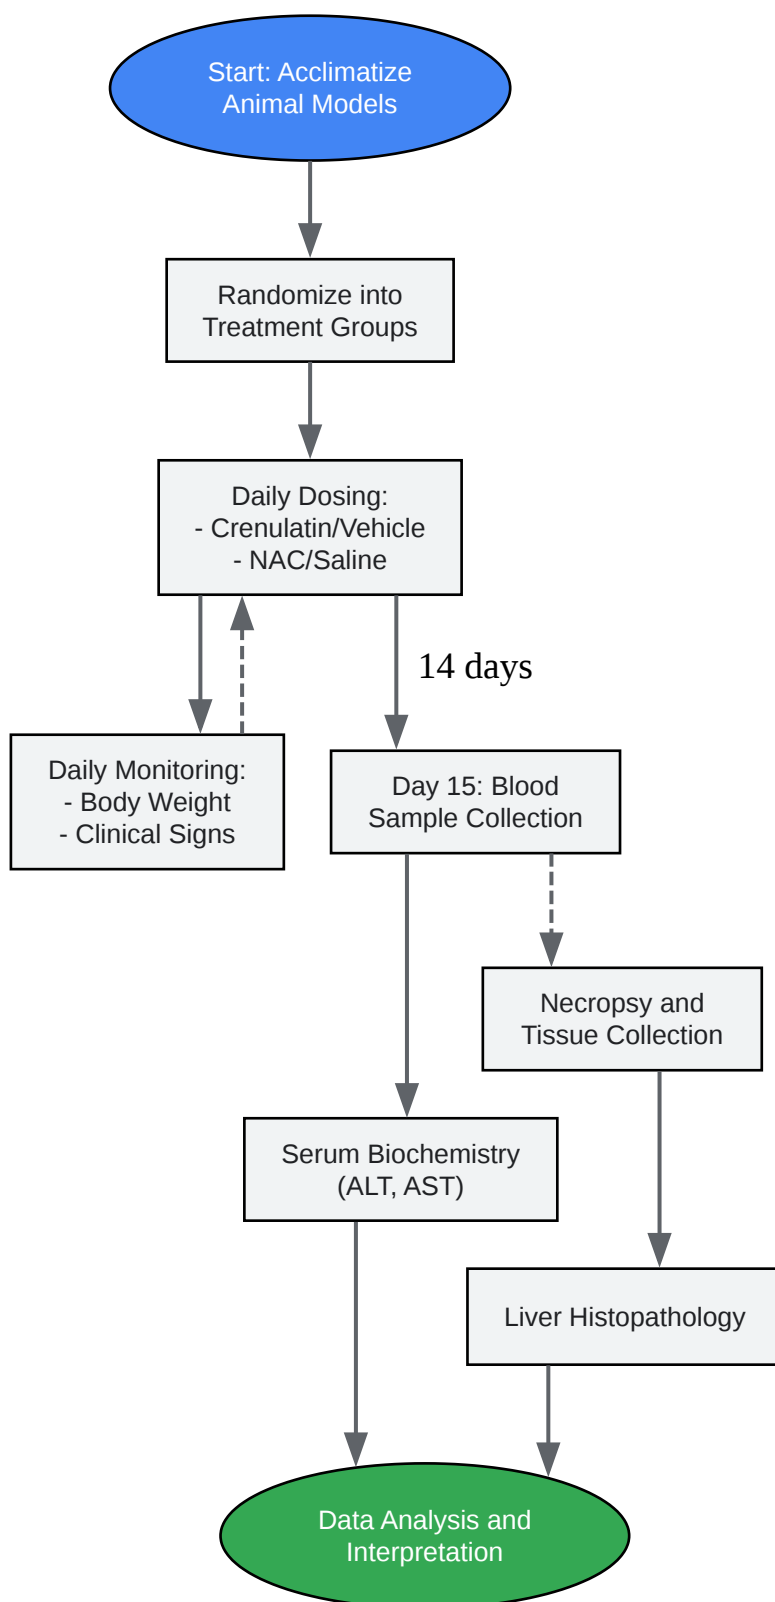 Start: Acclimatize
Animal Models
Randomize into
Treatment Groups
Daily Dosing:
- Crenulatin/Vehicle
- NAC/Saline
14 days
Daily Monitoring:
- Body Weight
- Clinical Signs
Day 15: Blood
Sample Collection
Necropsy and
Tissue Collection
Serum Biochemistry
(ALT, AST)
Liver Histopathology
Data Analysis and
Interpretation